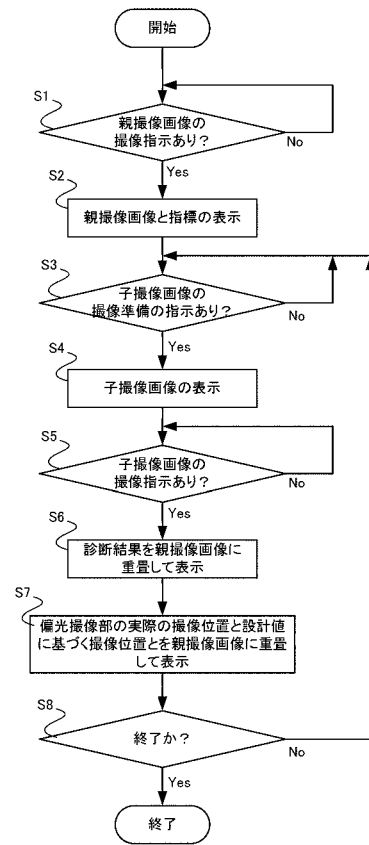 開始
S1
親撮像画像の
撮像指示あり?
No
Yes
S2
親撮像画像と指標の表示
S3
子撮像画像の
撮像準備の指示あり?
No
Yes
S4
子撮像画像の表示
S5
子撮像画像の
撮像指示あり?
No
Yes
S6
診断結果を親撮像画像に
重畳して表示
S7
偏光撮像部の実際の撮像位置と設計値
に基づく撮像位置とを親撮像画像に重畳
して表示
S8
終了か?
No
Yes
終了